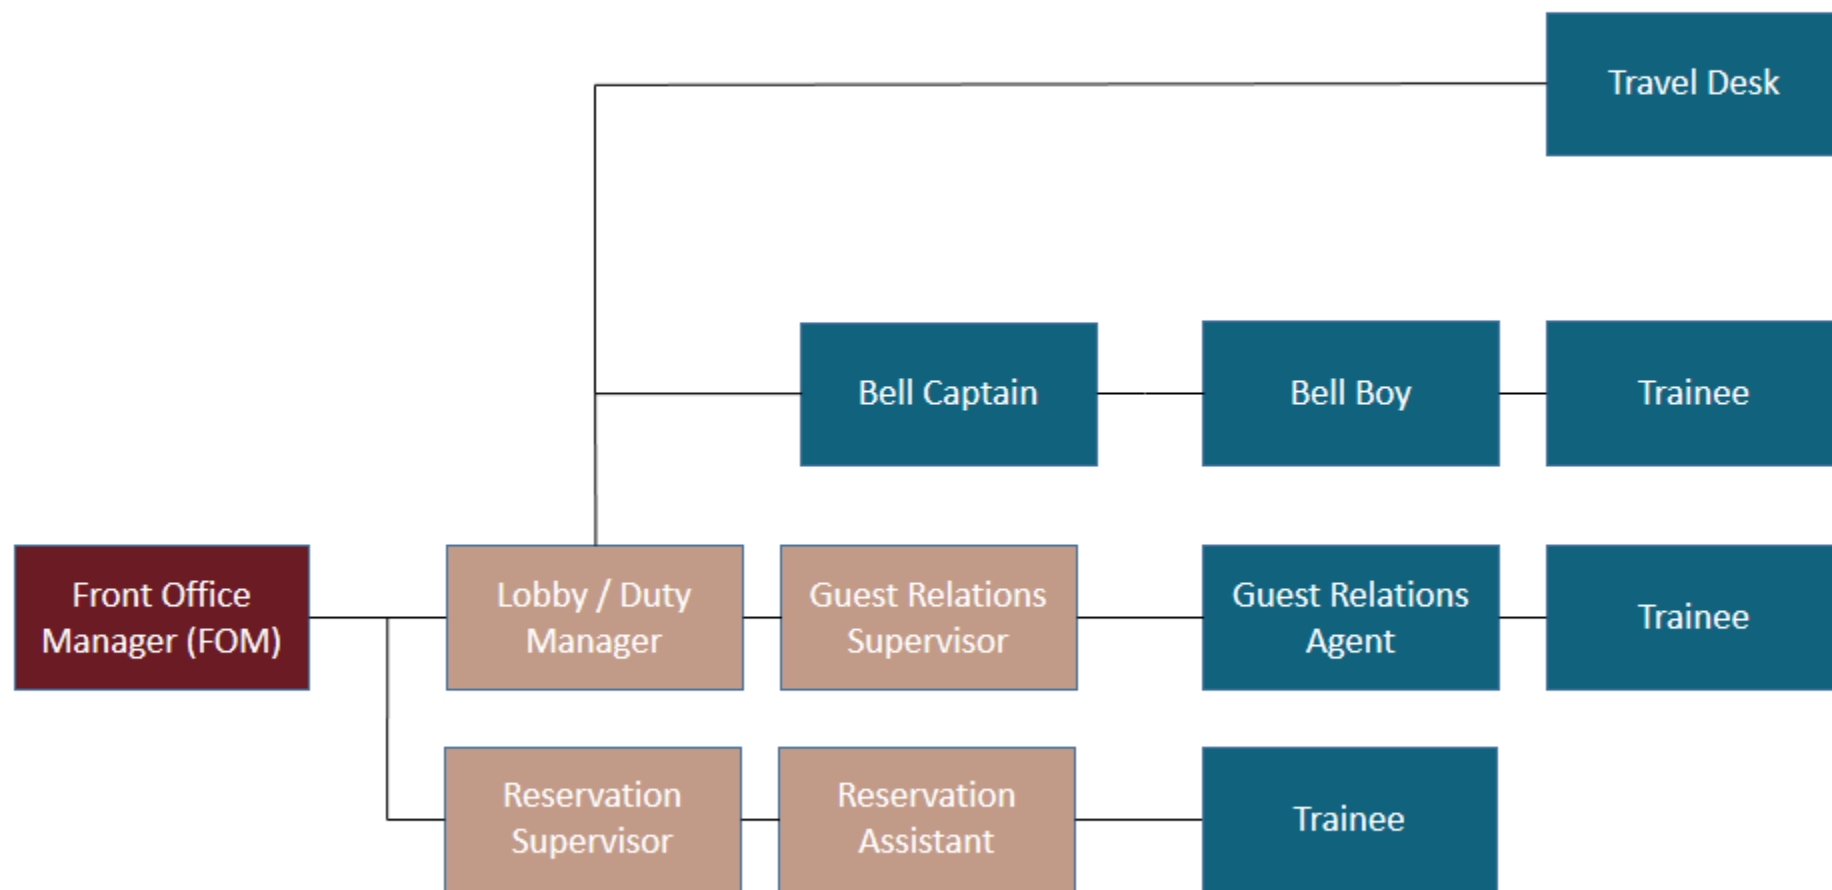 Travel Desk
Bell Captain
Bell Boy
Trainee
Front Office
Manager (FOM)
Lobby / Duty
Manager
Guest Relations
Supervisor
Guest Relations
Agent
Trainee
Reservation
Supervisor
Reservation
Assistant
Trainee